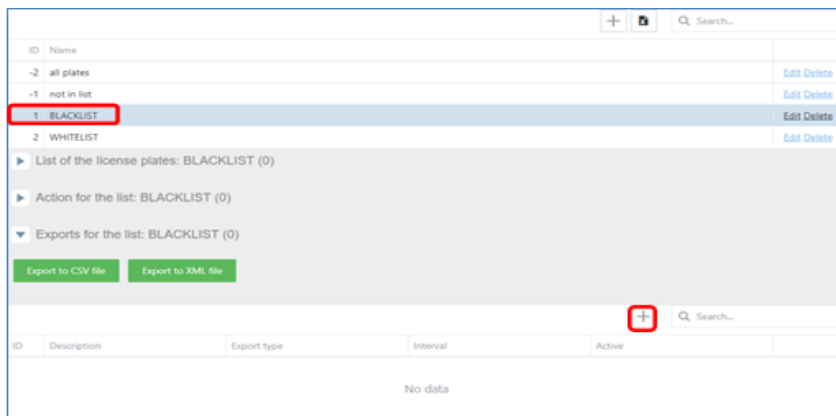 Search...
ID Name
-2 all plates Edit Delete
-1 not in list Edit Delete
1 BLACKLIST Edit Delete
2 WHITELIST Edit Delete
List of the license plates: BLACKLIST (0)
Action for the list: BLACKLIST (0)
Exports for the list: BLACKLIST (0)
Export to CSV file Export to XML file
Search...
ID Description Export type Interval Active
No data